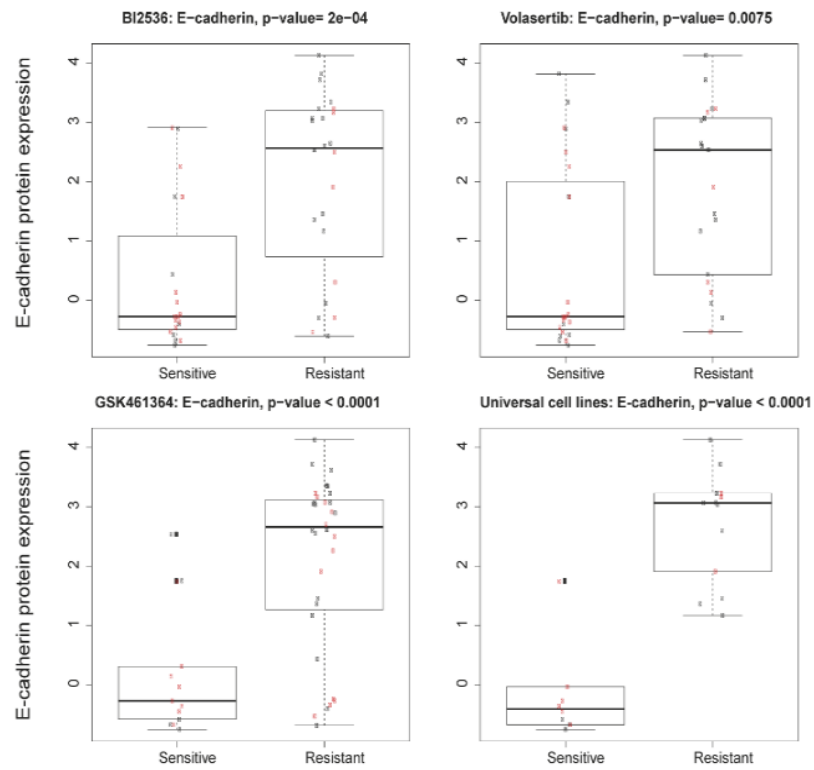 BI2536: E−cadherin, p−value= 2e−04
Volasertib: E−cadherin, p−value= 0.0075
E-cadherin protein expression
4
3
2
1
0
4
3
2
1
0
Sensitive
Resistant
Sensitive
Resistant
GSK461364: E−cadherin, p−value < 0.0001
Universal cell lines: E-cadherin, p−value < 0.0001
E-cadherin protein expression
4
3
2
1
0
4
3
2
1
0
Sensitive
Resistant
Sensitive
Resistant